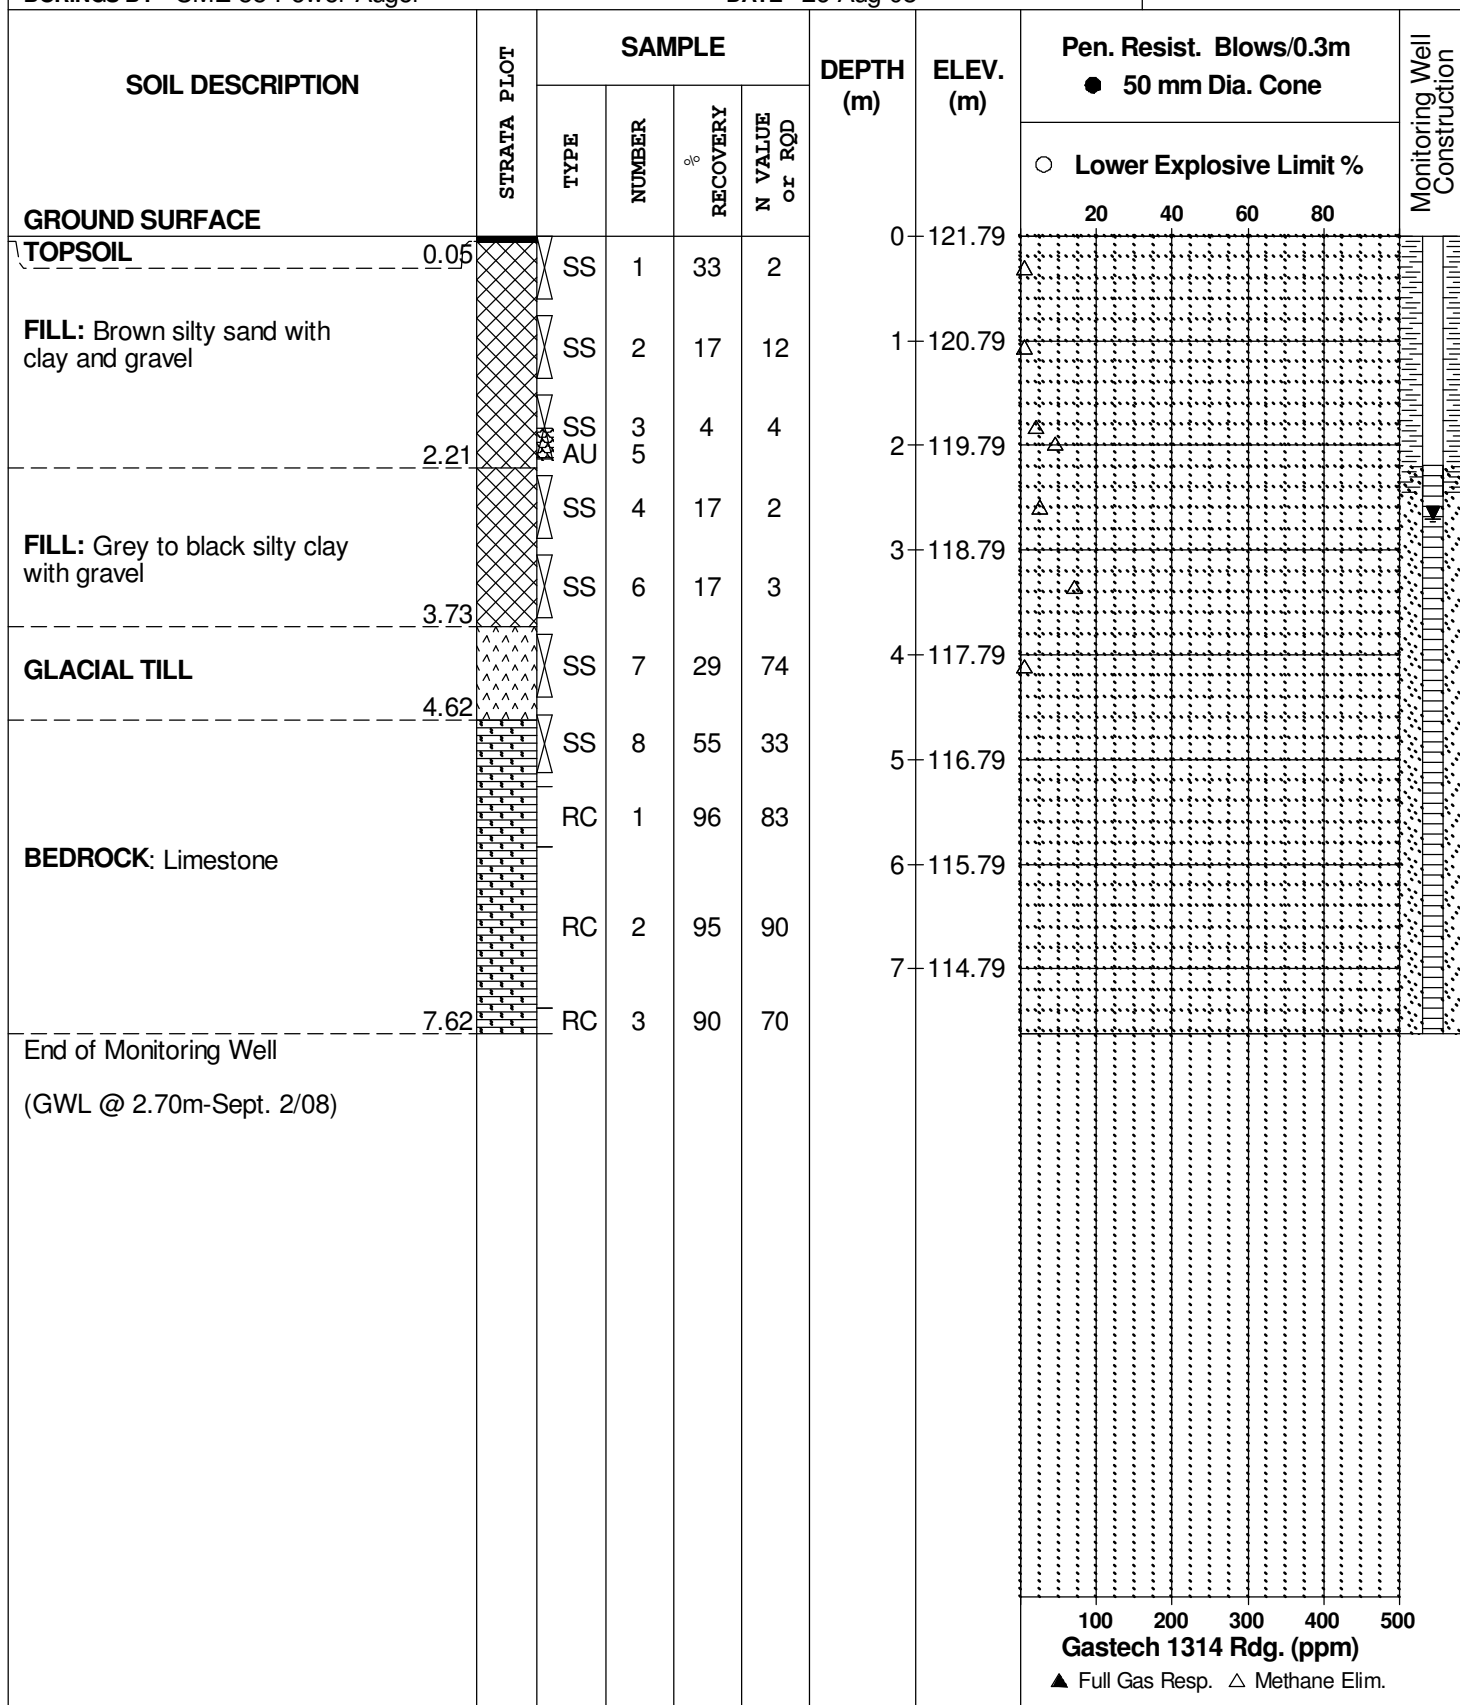 SOIL DESCRIPTION
STRATA PLOT
SAMPLE
TYPE
NUMBER
% RECOVERY
N VALUE or RQD
DEPTH (m)
ELEV. (m)
Pen. Resist. Blows/0.3m
● 50 mm Dia. Cone
○ Lower Explosive Limit %
20 40 60 80
Monitoring Well Construction
GROUND SURFACE
0 121.79
TOPSOIL 0.05
SS 1 33 2
FILL: Brown silty sand with
clay and gravel
SS 2 17 12
1 120.79
SS 3 4 4
AU 5
2.21
2 119.79
SS 4 17 2
FILL: Grey to black silty clay
with gravel
3 118.79
SS 6 17 3
3.73
GLACIAL TILL
SS 7 29 74
4 117.79
4.62
SS 8 55 33
5 116.79
RC 1 96 83
BEDROCK: Limestone
6 115.79
RC 2 95 90
7 114.79
7.62
RC 3 90 70
End of Monitoring Well
(GWL @ 2.70m-Sept. 2/08)
100 200 300 400 500
Gastech 1314 Rdg. (ppm)
▲ Full Gas Resp. △ Methane Elim.